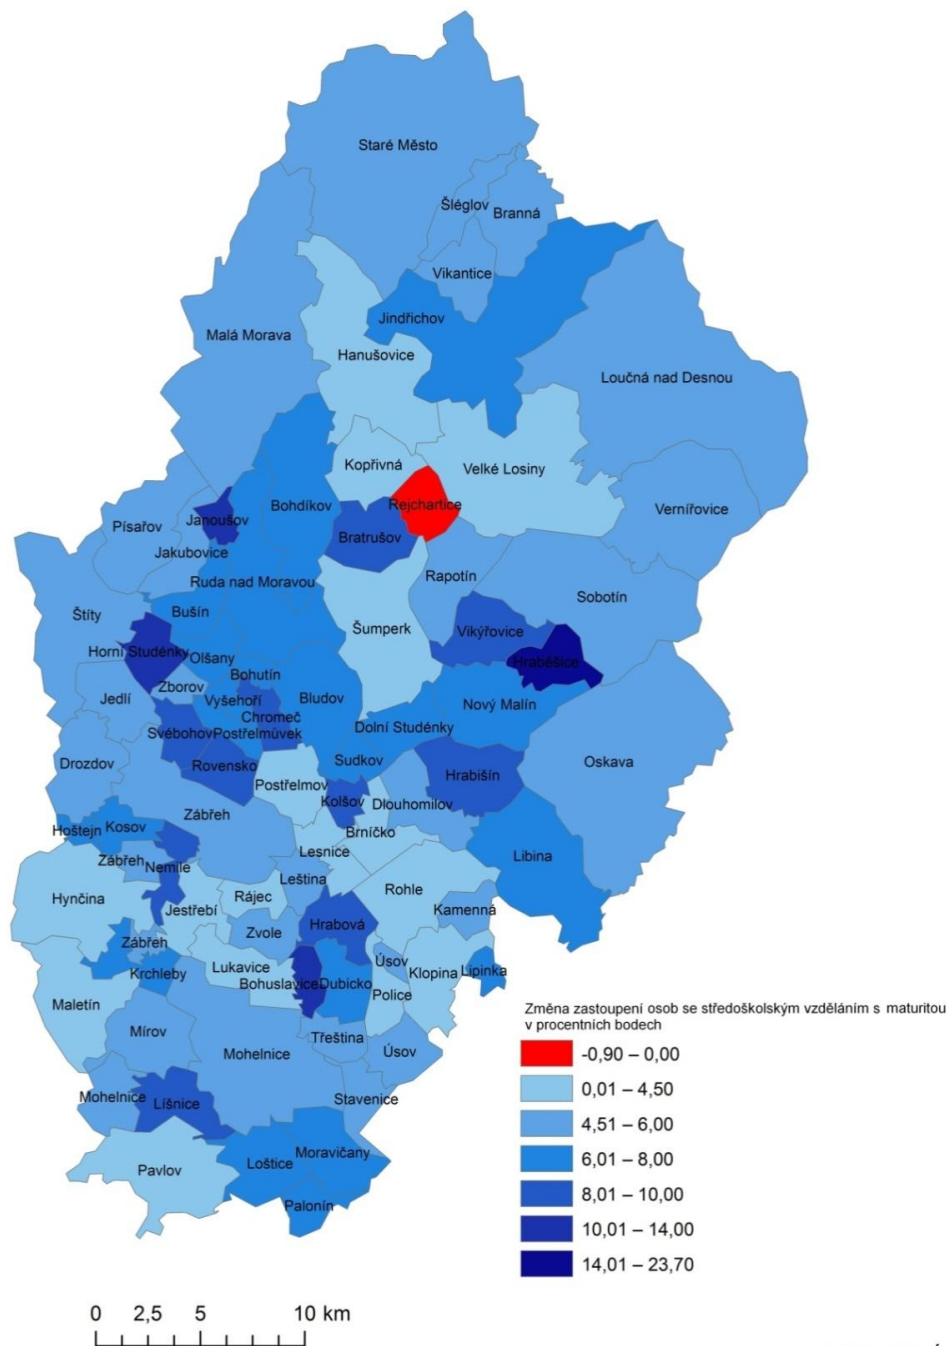 Staré Město
Šléglov
Branná
Vikantice
Jindřichov
Malá Morava
Hanušovice
Loučná nad Desnou
Kopřivná
Velké Losiny
Rejchartice
Bohdíkov
Vernířovice
Janoušov
Písařov
Bratrušov
Jakubovice
Rapotín
Ruda nad Moravou
Sobotín
Štíty
Bušín
Šumperk
Vikýřovice
Horní Studénky
Olšany
Hraběšice
Bohutín
Zborov
Jedlí
Vyšehoří
Bludov
Nový Malín
Chromeč
Dolní Studénky
Svébohov
Postřelmůvek
Sudkov
Oskava
Drozdov
Rovensko
Hrabišín
Postřelmov
Kolšov
Dlouhomilov
Zábřeh
Hoštejn
Kosov
Brníčko
Lesnice
Libina
Zábřeh
Nemile
Leština
Rohle
Hynčina
Rájec
Jestřebí
Kamenná
Hrabová
Zvole
Zábřeh
Úsov
Lukavice
Krchleby
Klopina
Lipinka
Bohuslavice
Dubicko
Police
Maletín
Mírov
Třeština
Mohelnice
Úsov
Mohelnice
Líšnice
Stavenice
Moravičany
Loštice
Pavlov
Palonín
Změna zastoupení osob se středoškolským vzděláním s maturitou
v procentních bodech
-0,90 – 0,00
0,01 – 4,50
4,51 – 6,00
6,01 – 8,00
8,01 – 10,00
10,01 – 14,00
14,01 – 23,70
0 2,5 5 10 km